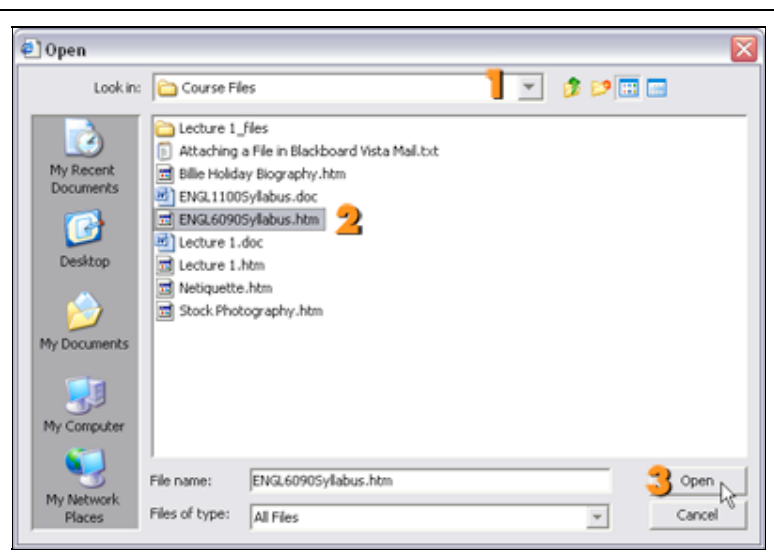 Open
Look in: Course Files 1
Lecture 1_files
Attaching a File in Blackboard Vista Mail.txt
Billie Holiday Biography.htm
ENGL1100Syllabus.doc
ENGL6090Syllabus.htm 2
Lecture 1.doc
Lecture 1.htm
Netiquette.htm
Stock Photography.htm
My Recent
Documents
Desktop
My Documents
My Computer
My Network
Places
File name: ENGL6090Syllabus.htm 3 Open
Files of type: All Files Cancel